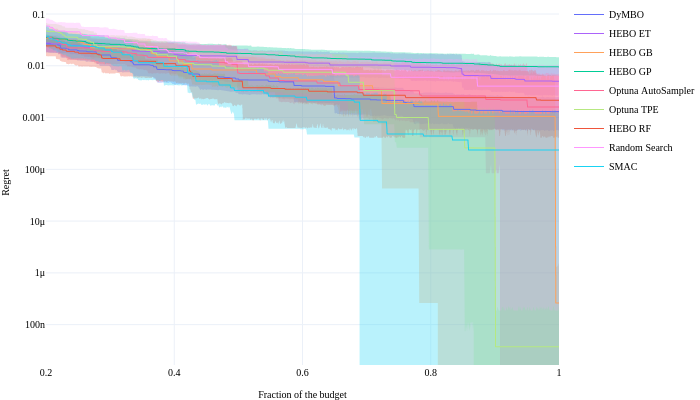 0.1
0.01
0.001
100μ
10μ
1μ
100n
Regret
0.2
0.4
0.6
0.8
1
Fraction of the budget
DyMBO
HEBO ET
HEBO GB
HEBO GP
Optuna AutoSampler
Optuna TPE
HEBO RF
Random Search
SMAC